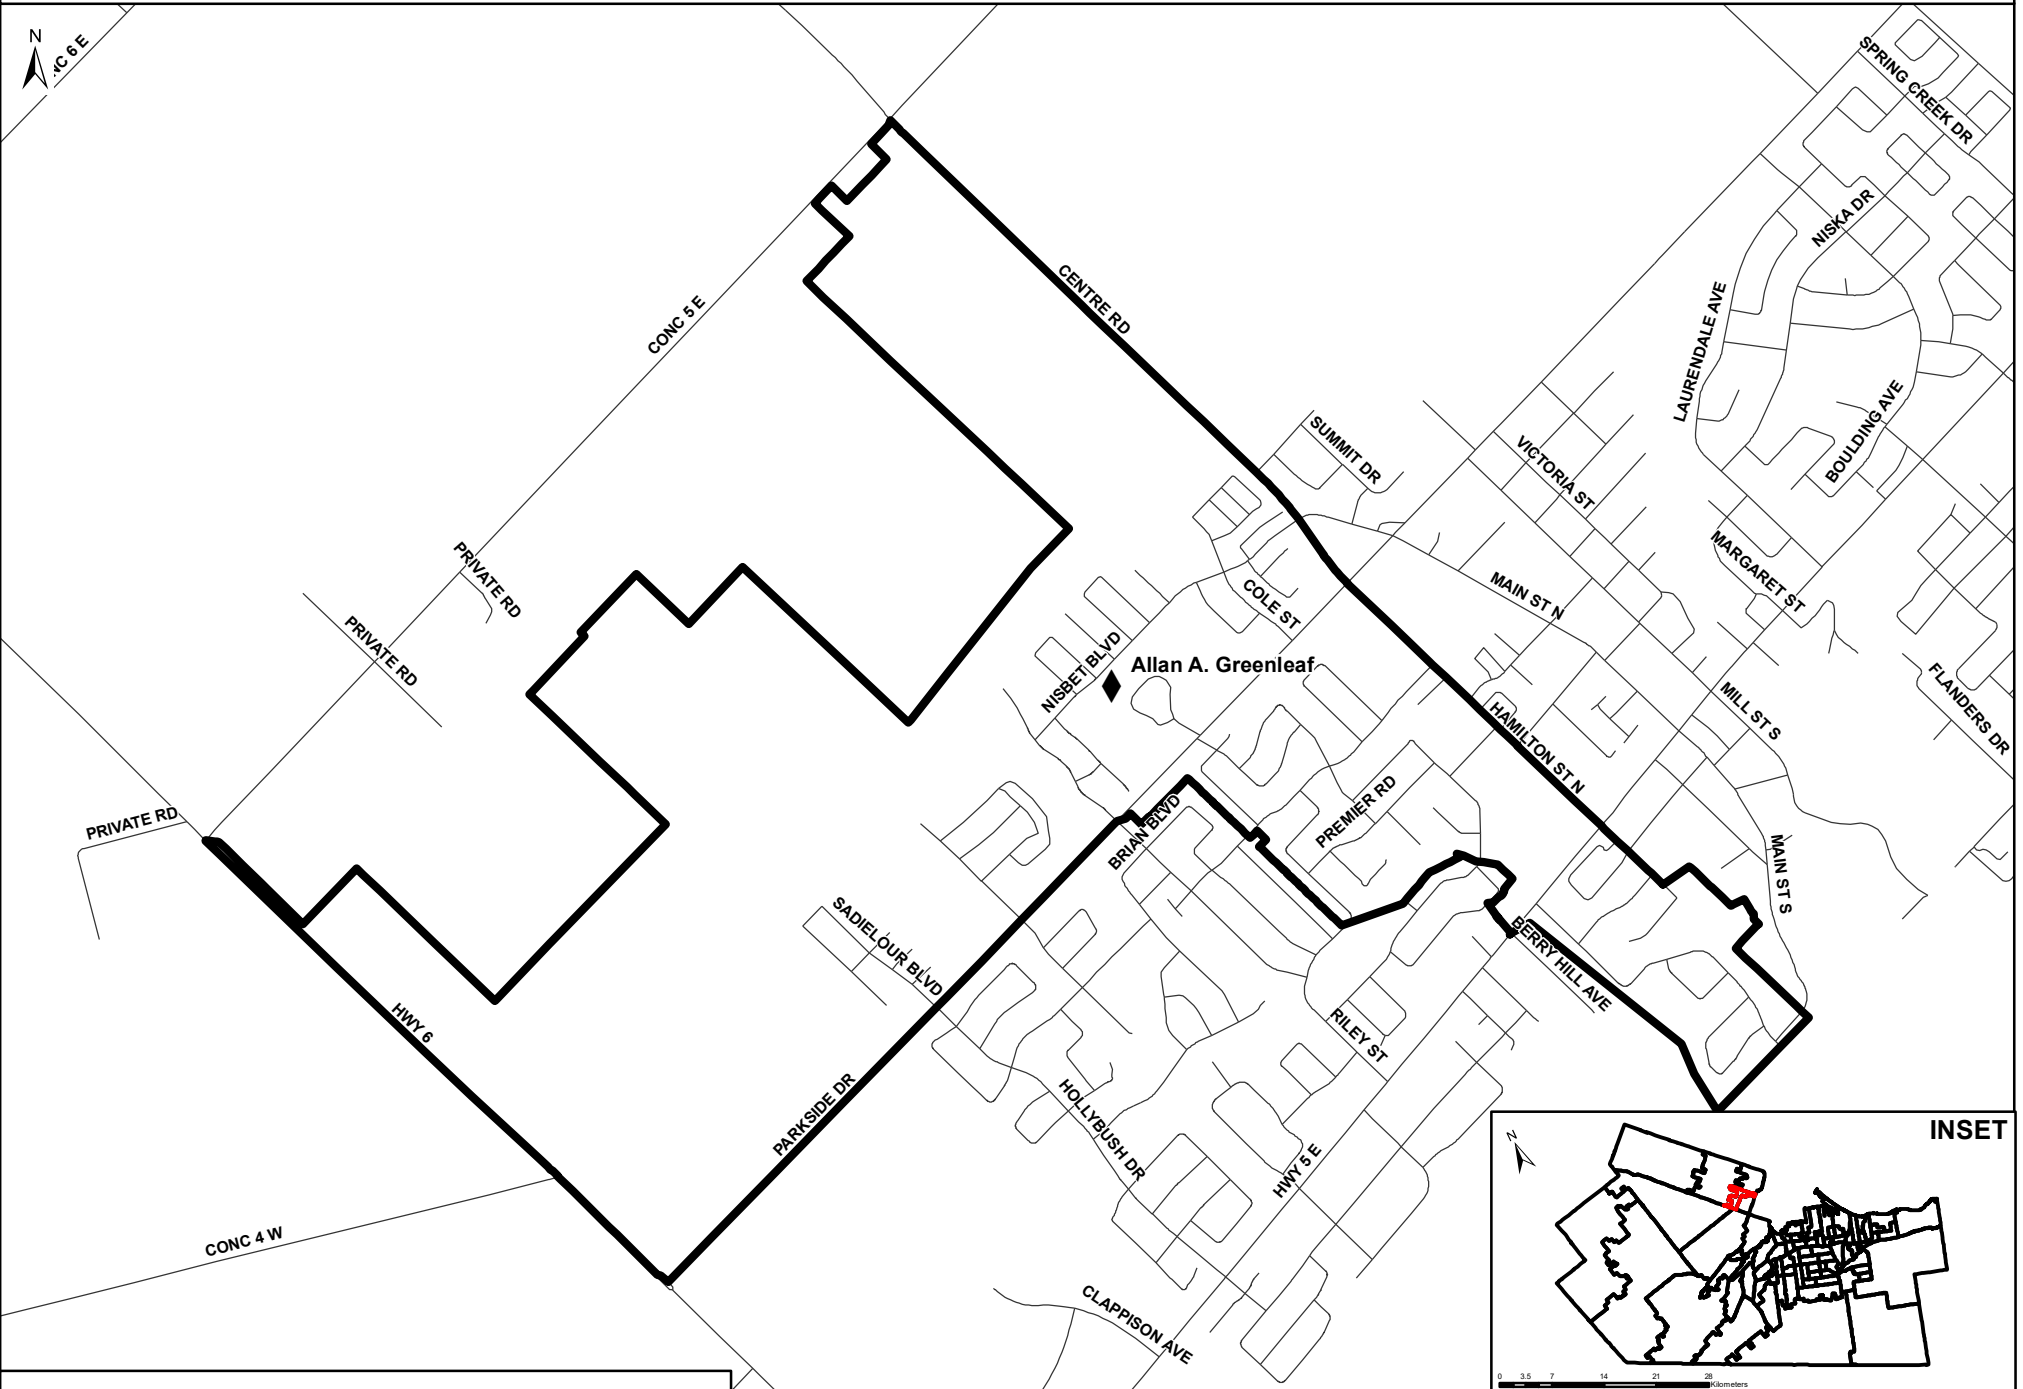 N
NC 6 E
SPRING CREEK DR
NISKA DR
CENTRE RD
CONC 5 E
LAURENDALE AVE
BOULDING AVE
SUMMIT DR
VICTORIA ST
MARGARET ST
PRIVATE RD
PRIVATE RD
COLE ST
MAIN ST N
NISBET BLVD
Allan A. Greenleaf
MILL ST S
FLANDERS DR
HAMILTON ST N
PREMIER RD
PRIVATE RD
BRIAN BLVD
MAIN ST S
SADIELOUR BLVD
BERRY HILL AVE
HWY 6
RILEY ST
PARKSIDE DR
HOLLYBUSH DR
HWY 5 E
CONC 4 W
CLAPPISON AVE
INSET
N
0 3.5 7 14 21 28
Kilometers